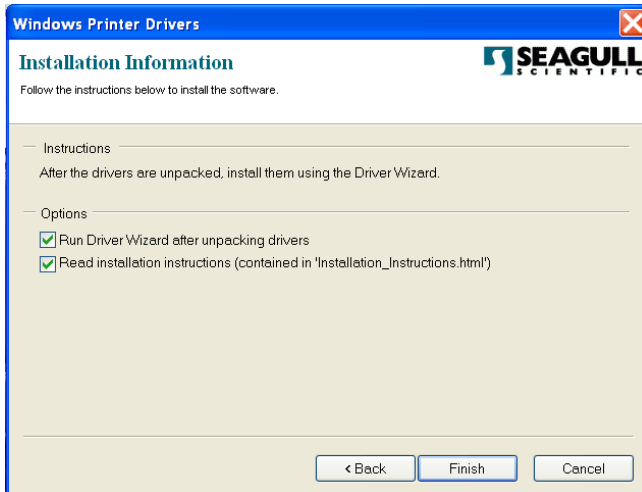 Windows Printer Drivers
Installation Information
SEAGULL
SCIENTIFIC
Follow the instructions below to install the software.
Instructions
After the drivers are unpacked, install them using the Driver Wizard.
Options
Run Driver Wizard after unpacking drivers
Read installation instructions (contained in 'Installation_Instructions.html')
< Back Finish Cancel